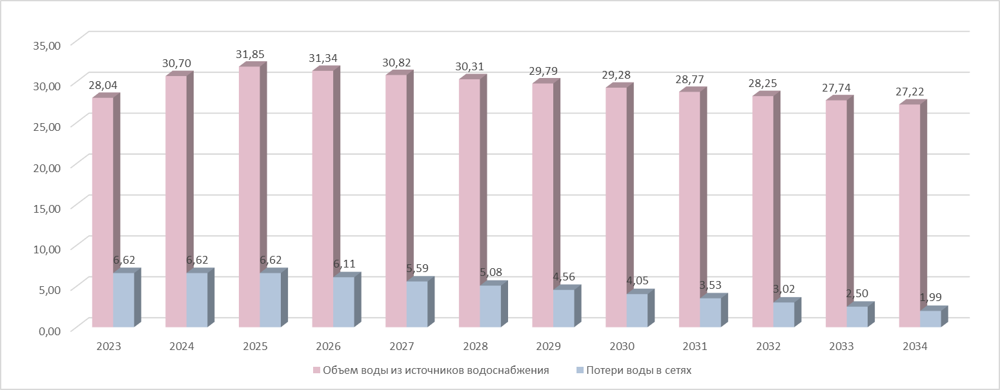 35,00
30,00
25,00
20,00
15,00
10,00
5,00
0,00
28,04 30,70 31,85 31,34 30,82 30,31 29,79 29,28 28,77 28,25 27,74 27,22
6,62 6,62 6,62 6,11 5,59 5,08 4,56 4,05 3,53 3,02 2,50 1,99
2023 2024 2025 2026 2027 2028 2029 2030 2031 2032 2033 2034
Объем воды из источников водоснабжения Потери воды в сетях